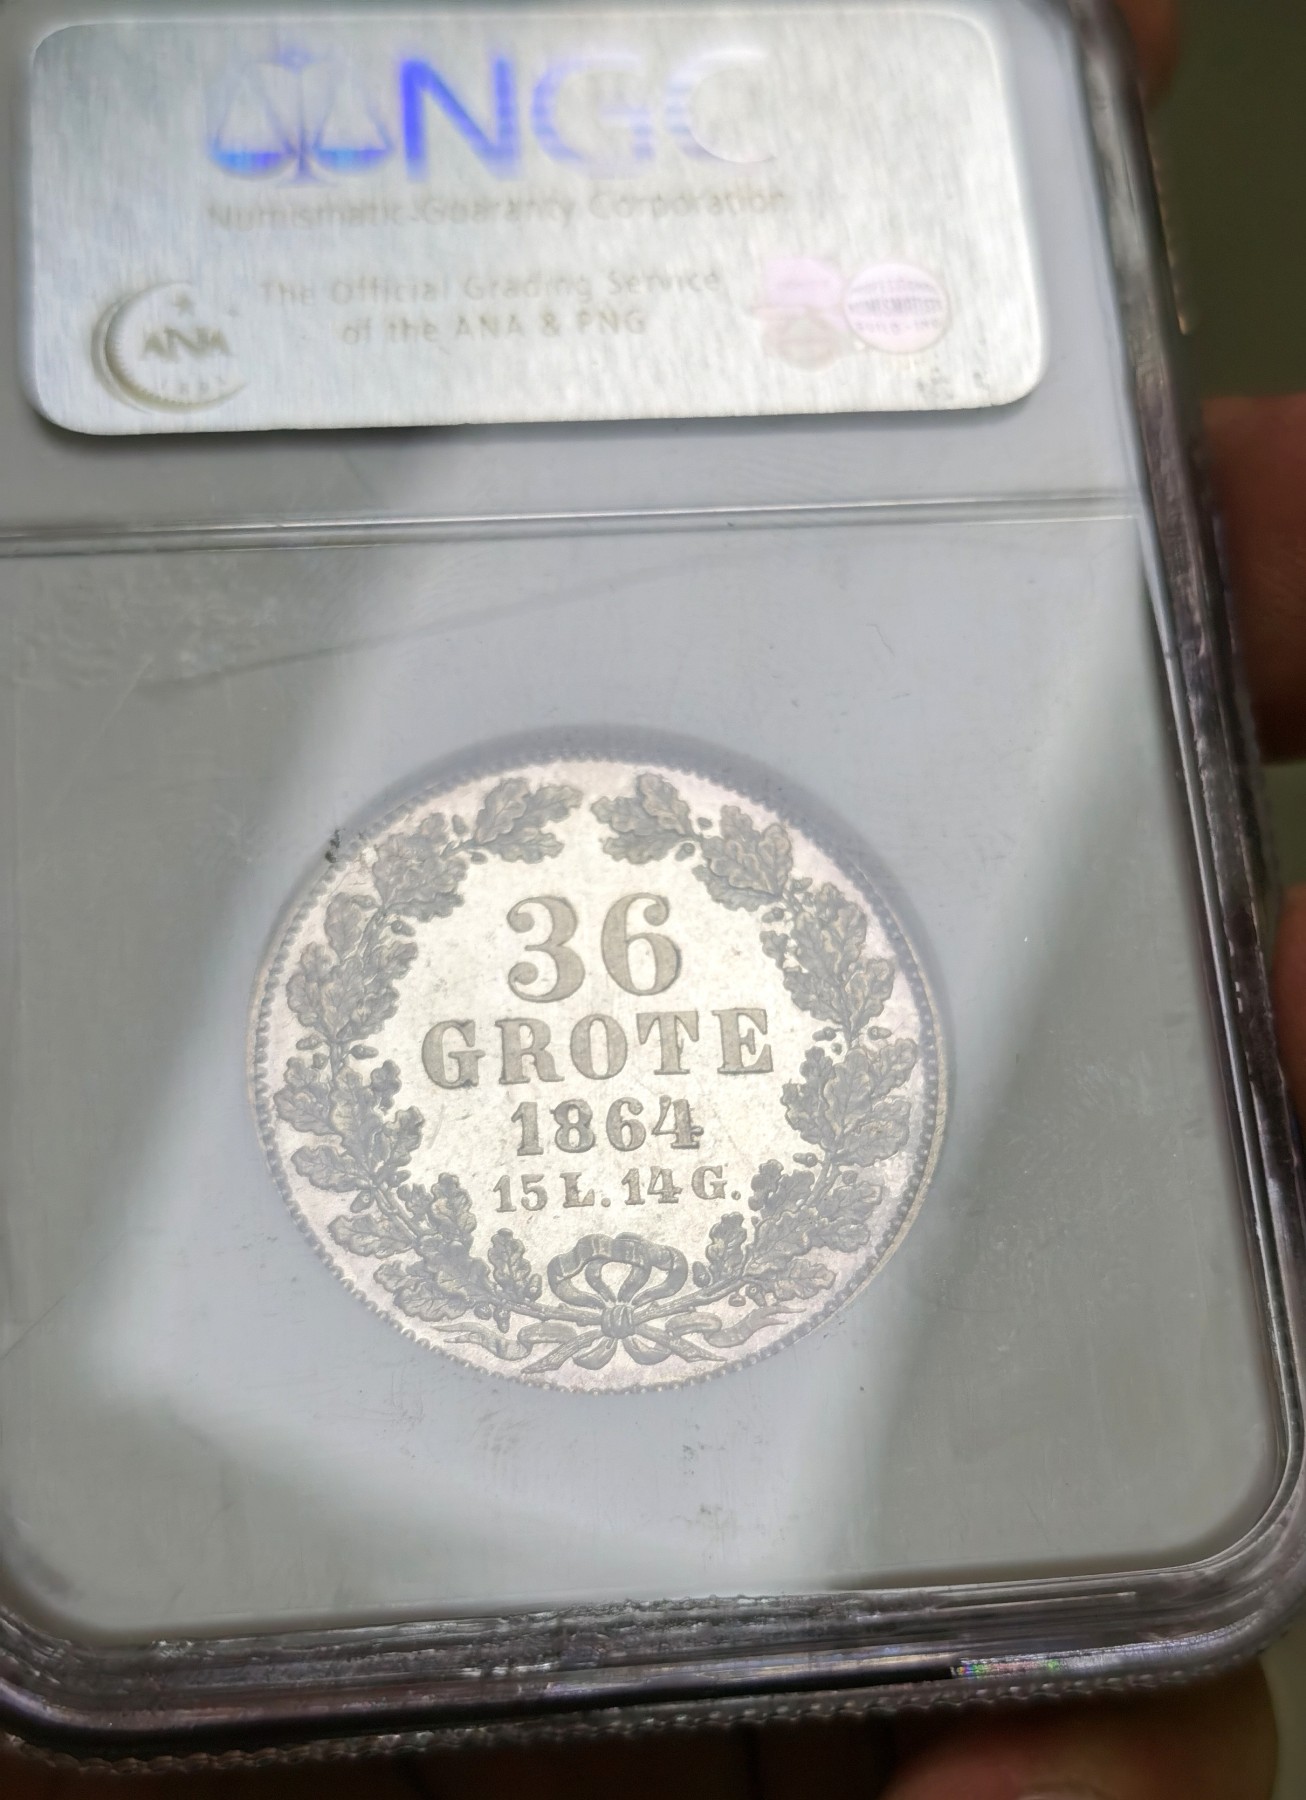 NGC
Numismatic Guaranty Corporation
The Official Grading Service
of the ANA & PNG
ANA
36
GROTE
1864
15 L. 14 G.